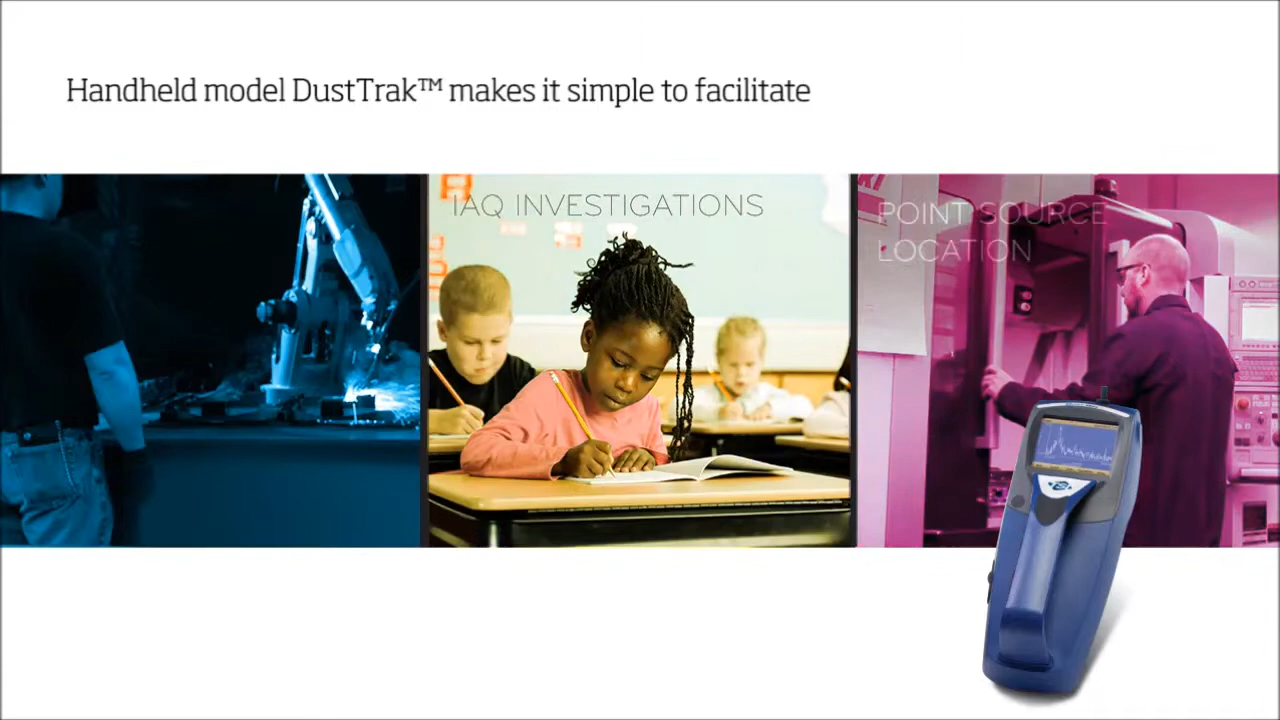 Handheld model DustTrak™ makes it simple to facilitate
IAQ INVESTIGATIONS
POINT SOURCE
LOCATION